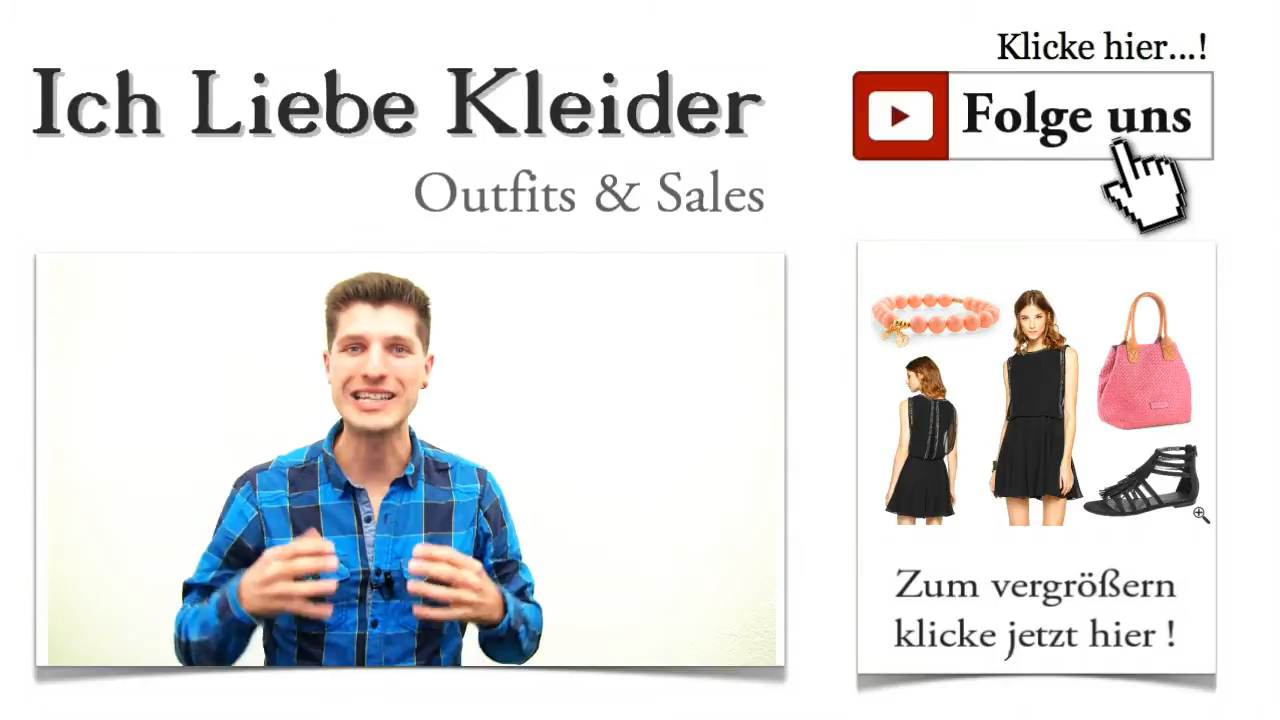 Ich Liebe Kleider
Outfits & Sales
Klicke hier...!
Folge uns
Zum vergrößern
klicke jetzt hier !